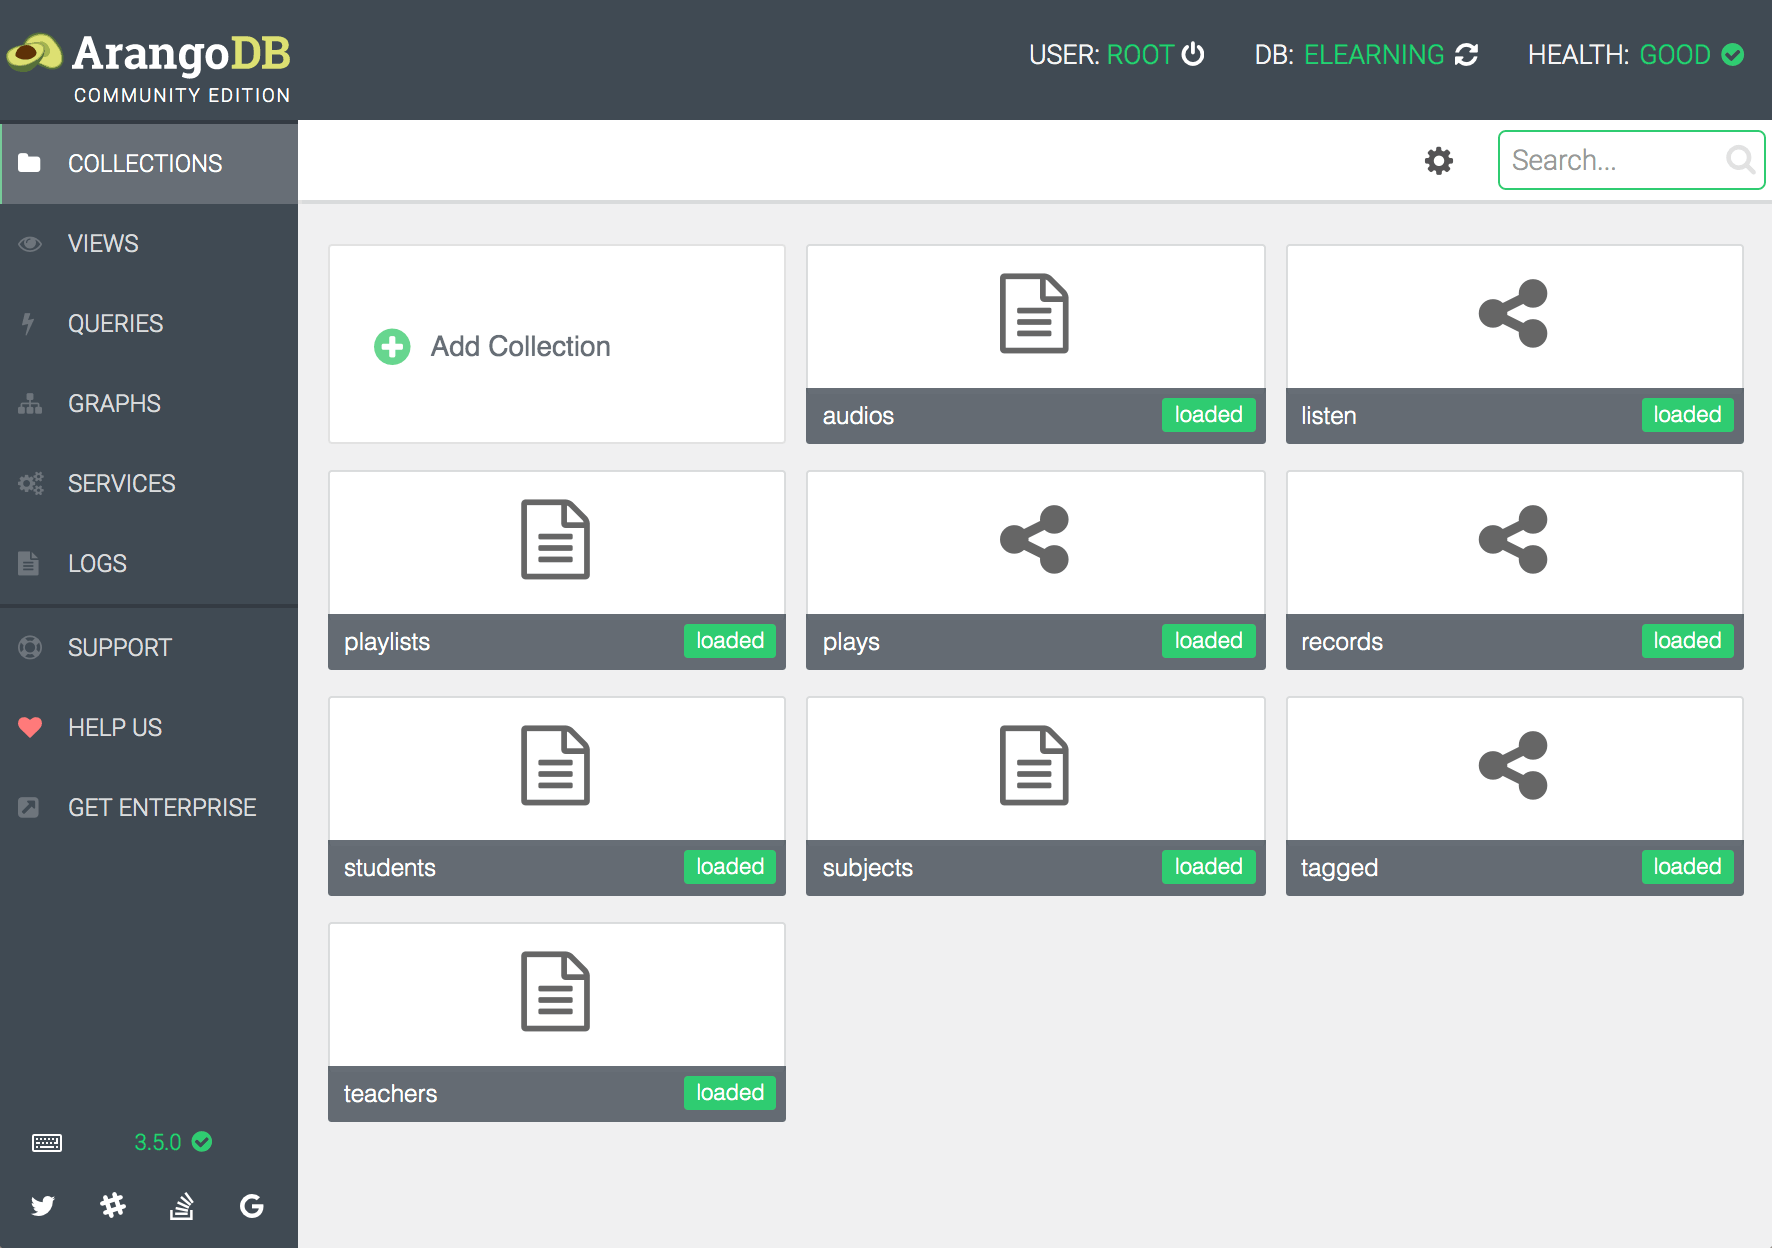 ArangoDB
COMMUNITY EDITION
USER: ROOT
DB: ELEARNING
HEALTH: GOOD
COLLECTIONS
VIEWS
QUERIES
GRAPHS
SERVICES
LOGS
SUPPORT
HELP US
GET ENTERPRISE
3.5.0
Search...
Add Collection
audios loaded
listen loaded
playlists loaded
plays loaded
records loaded
students loaded
subjects loaded
tagged loaded
teachers loaded